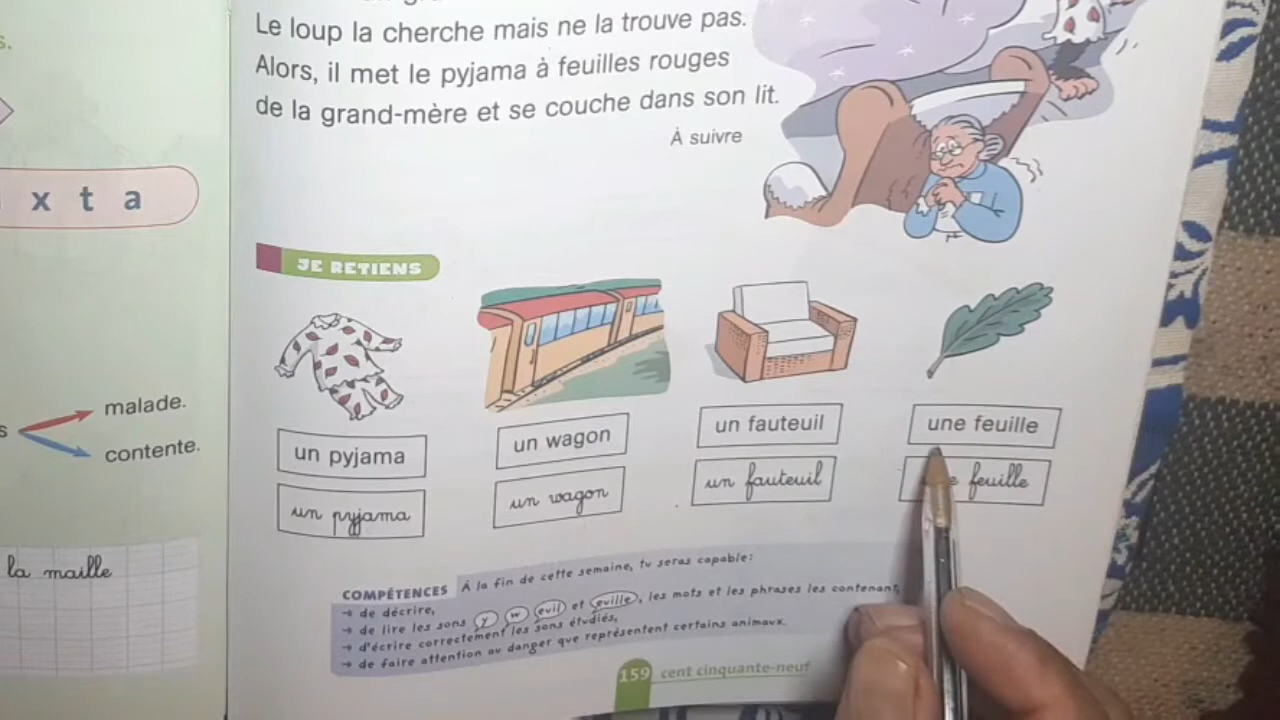 s.
Le loup la cherche mais ne la trouve pas.
Alors, il met le pyjama à feuilles rouges
de la grand-mère et se couche dans son lit.
À suivre
x t a
JE RETIENS
s
malade.
contente.
un pyjama
un wagon
un fauteuil
une feuille
un pyjama
un wagon
un fauteuil
feuille
la maille
COMPÉTENCES À la fin de cette semaine, tu seras capable:
→ de décrire,
→ de lire les sons y w euil et euille, les mots et les phrases les contenant,
→ d'écrire correctement les sons étudiés,
→ de faire attention au danger que représentent certains animaux.
159 cent cinquante-neuf